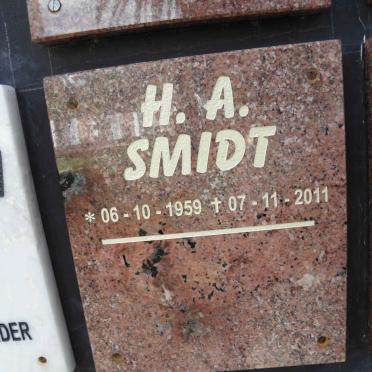 H. A.
SMIDT
* 06 - 10 - 1959 ✝ 07 - 11 - 2011
DER